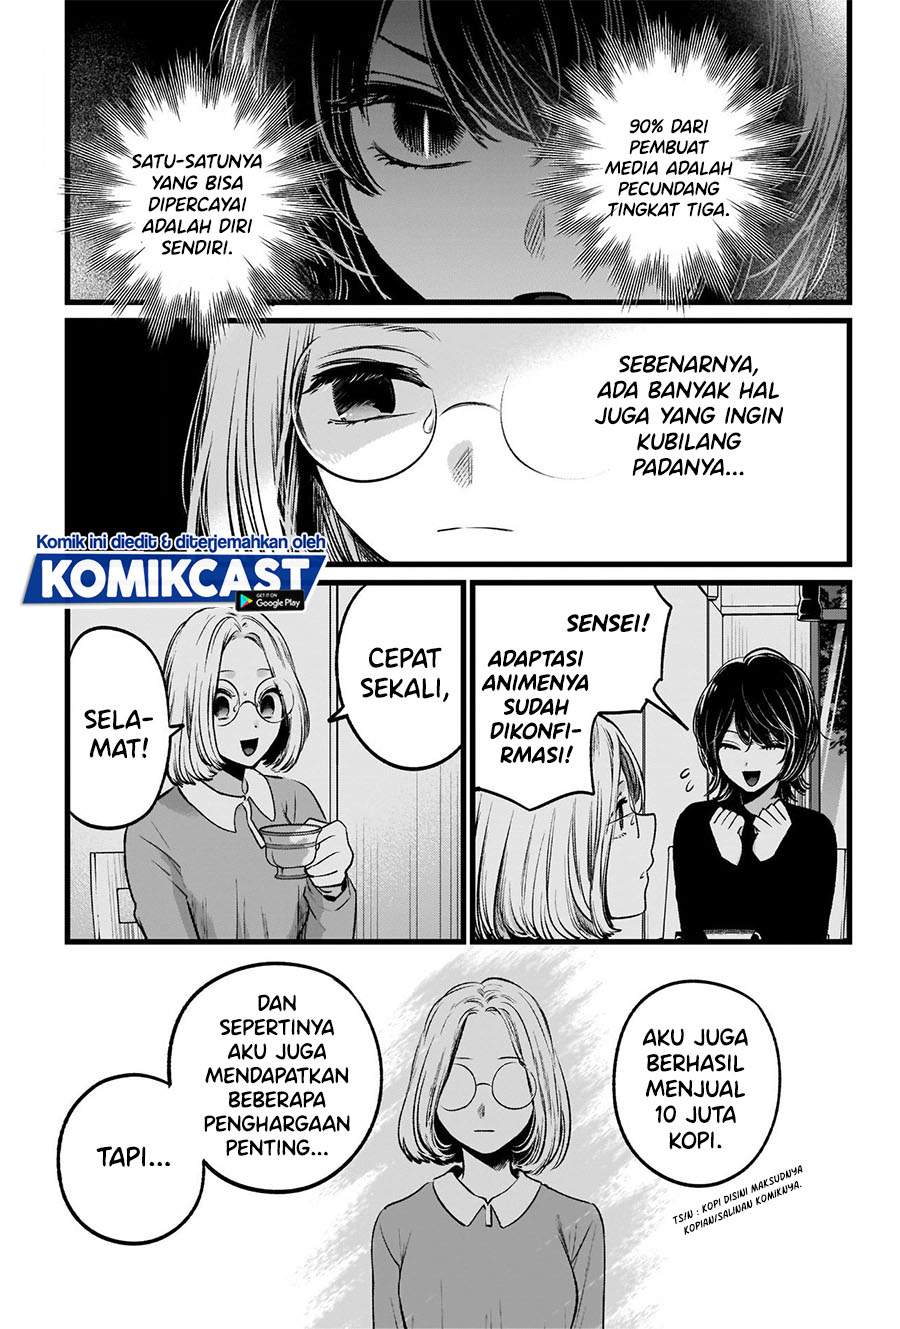 90% DARI
PEMBUAT
MEDIA ADALAH
PECUNDANG
TINGKAT TIGA.
SATU-SATUNYA
YANG BISA
DIPERCAYAI
ADALAH DIRI
SENDIRI.
SEBENARNYA,
ADA BANYAK HAL
JUGA YANG INGIN
KUBILANG
PADANYA...
Komik ini diedit & diterjemahkan oleh
KOMIKCAST
GET IT ON
Google Play
SENSEI!
ADAPTASI
ANIMENYA
SUDAH
DIKONFI-
RMASI!
CEPAT
SEKALI,
SELA-
MAT!
AKU JUGA
BERHASIL
MENJUAL
10 JUTA
KOPI.
TS/N : KOPI DISINI MAKSUDNYA
KOPIAN/SALINAN KOMIKNYA.
DAN
SEPERTINYA
AKU JUGA
MENDAPATKAN
BEBERAPA
PENGHARGAAN
PENTING...
TAPI...